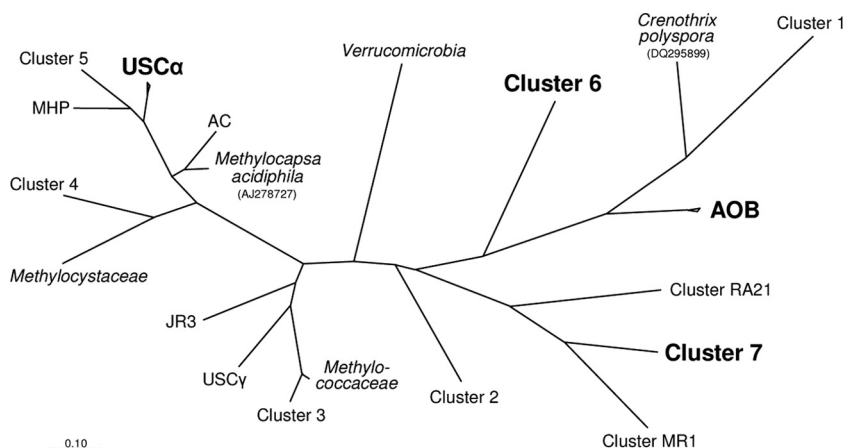 Crenothrix
polyspora
(DQ295899)
Cluster 1
Verrucomicrobia
Cluster 5
USCα
Cluster 6
MHP
AC
Methylocapsa
acidiphila
(AJ278727)
Cluster 4
AOB
Methylocystaceae
Cluster RA21
JR3
Cluster 7
USCγ
Methylo-
coccaceae
Cluster 2
Cluster 3
Cluster MR1
0.10